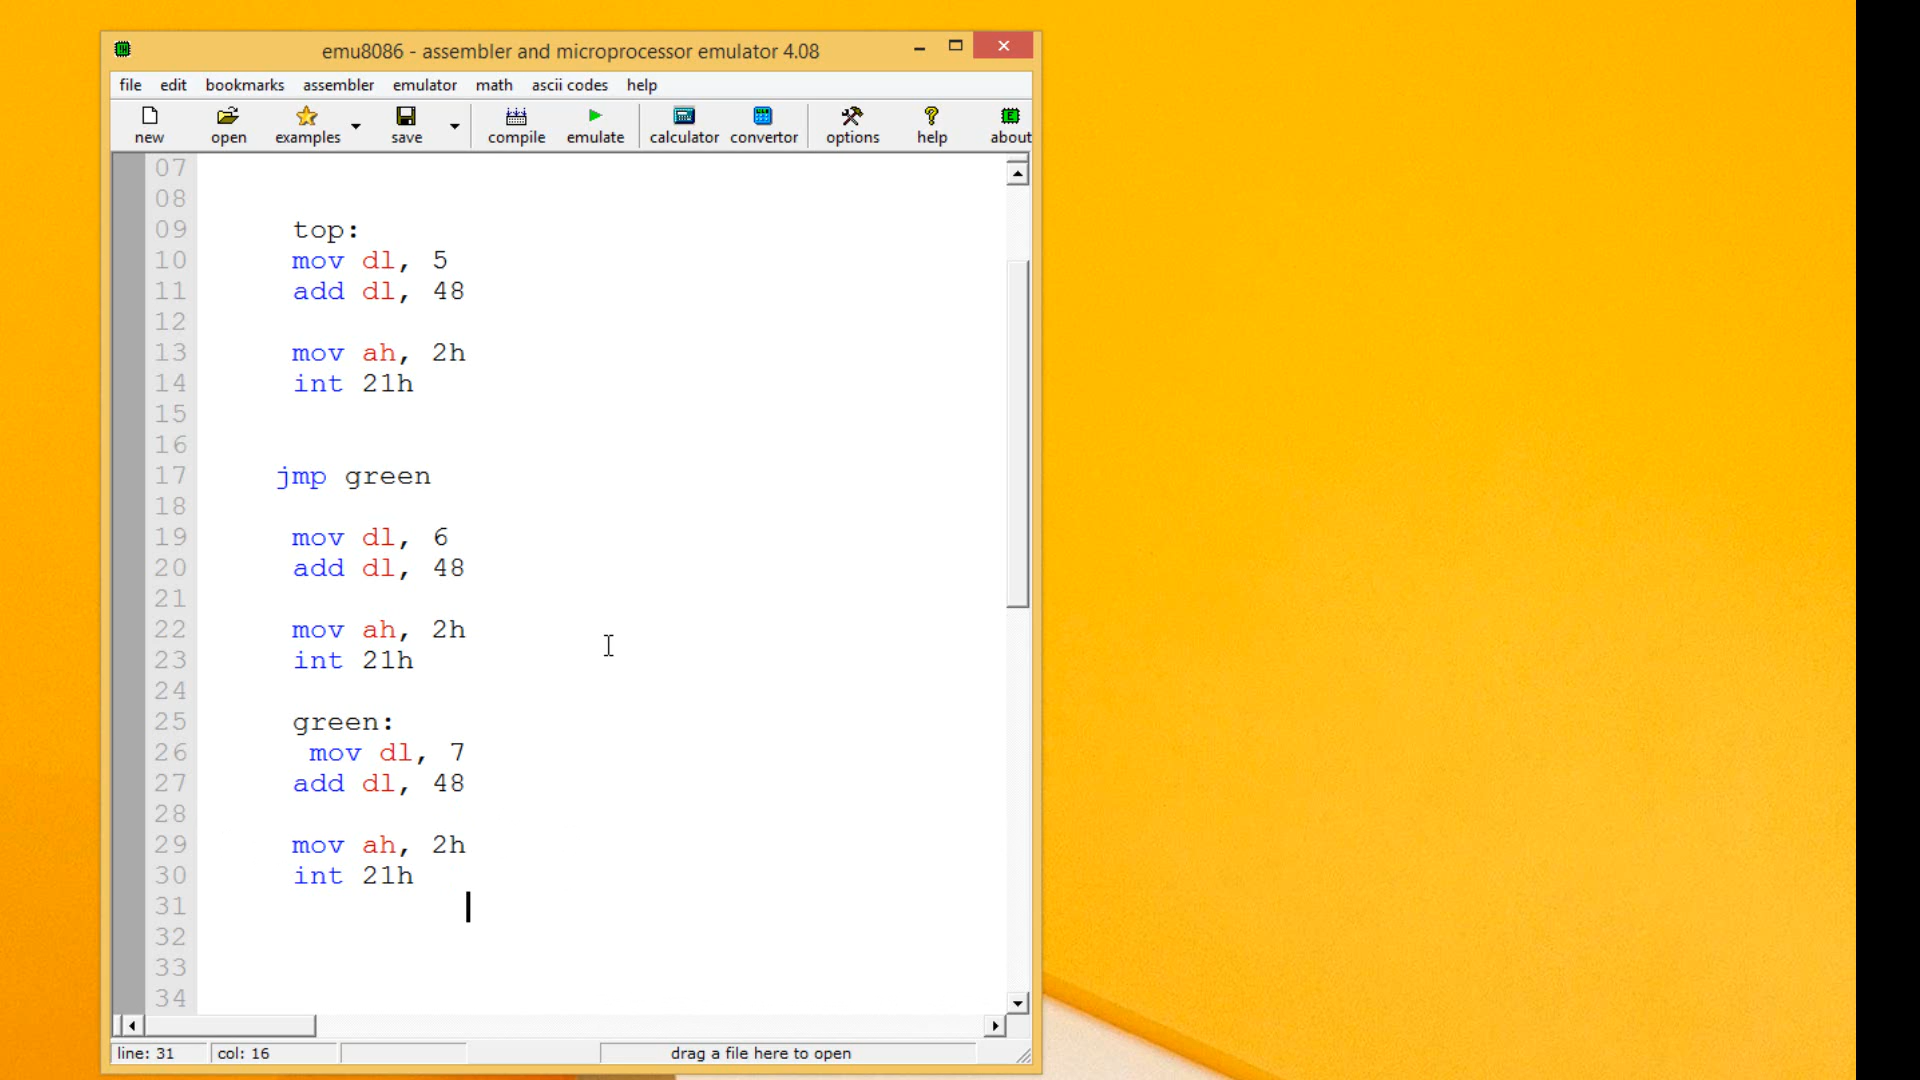 emu8086 - assembler and microprocessor emulator 4.08
file edit bookmarks assembler emulator math ascii codes help
new open examples save compile emulate calculator convertor options help about
07
08
09 top:
10 mov dl, 5
11 add dl, 48
12
13 mov ah, 2h
14 int 21h
15
16
17 jmp green
18
19 mov dl, 6
20 add dl, 48
21
22 mov ah, 2h
23 int 21h
24
25 green:
26 mov dl, 7
27 add dl, 48
28
29 mov ah, 2h
30 int 21h
31
32
33
34
line: 31 col: 16 drag a file here to open